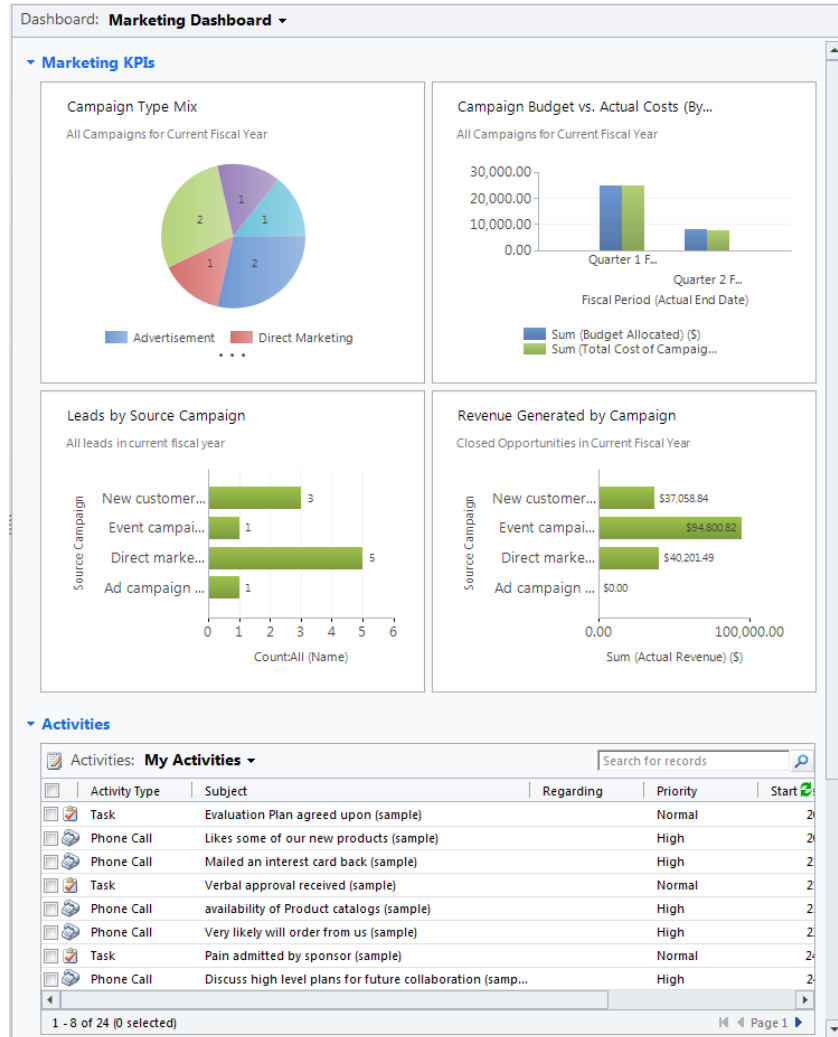 Dashboard: Marketing Dashboard
Marketing KPIs
Campaign Type Mix
All Campaigns for Current Fiscal Year
1
2
1
1
2
Advertisement Direct Marketing
...
Campaign Budget vs. Actual Costs (By...
All Campaigns for Current Fiscal Year
30,000.00
20,000.00
10,000.00
0.00
Quarter 1 F...
Quarter 2 F...
Fiscal Period (Actual End Date)
Sum (Budget Allocated) ($)
Sum (Total Cost of Campaig...
Leads by Source Campaign
All leads in current fiscal year
Source Campaign
New customer... 3
Event campai... 1
Direct marke... 5
Ad campaign ... 1
0 1 2 3 4 5 6
Count:All (Name)
Revenue Generated by Campaign
Closed Opportunities in Current Fiscal Year
Source Campaign
New customer... $37,058.84
Event campai... $94,800.82
Direct marke... $40,201.49
Ad campaign ... $0.00
0.00 100,000.00
Sum (Actual Revenue) ($)
Activities
Activities: My Activities Search for records
Activity Type Subject Regarding Priority Start
Task Evaluation Plan agreed upon (sample) Normal
Phone Call Likes some of our new products (sample) High
Phone Call Mailed an interest card back (sample) High
Task Verbal approval received (sample) Normal
Phone Call availability of Product catalogs (sample) High
Phone Call Very likely will order from us (sample) High
Task Pain admitted by sponsor (sample) Normal
Phone Call Discuss high level plans for future collaboration (samp... High
1 - 8 of 24 (0 selected) Page 1